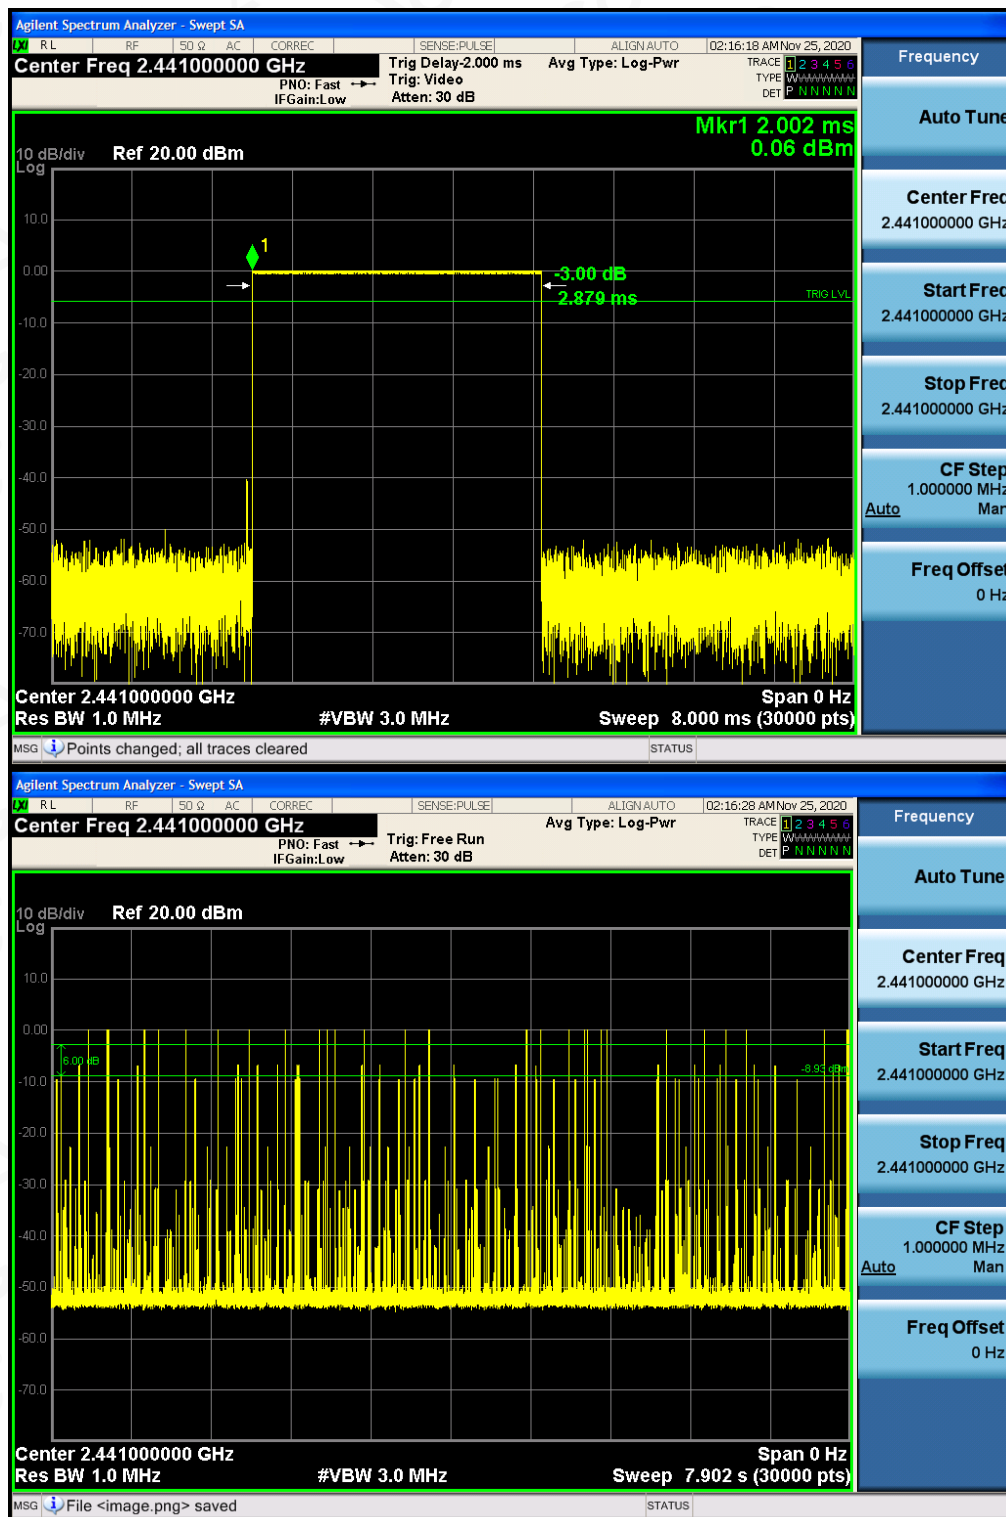 Agilent Spectrum Analyzer - Swept SA
LXI RL RF 50 Ω AC CORREC SENSE:PULSE ALIGN AUTO 02:16:18 AM Nov 25, 2020
Center Freq 2.441000000 GHz
PNO: Fast
IFGain:Low
Trig Delay-2.000 ms
Trig: Video
Atten: 30 dB
Avg Type: Log-Pwr
TRACE 1 2 3 4 5 6
TYPE WWWWWW
DET P N N N N N
Mkr1 2.002 ms
0.06 dBm
10 dB/div Ref 20.00 dBm
Log
10.0
1
0.00
-3.00 dB
2.879 ms
TRIG LVL
-10.0
-20.0
-30.0
-40.0
-50.0
-60.0
-70.0
Center 2.441000000 GHz Span 0 Hz
Res BW 1.0 MHz #VBW 3.0 MHz Sweep 8.000 ms (30000 pts)
MSG Points changed; all traces cleared STATUS
Frequency
Auto Tune
Center Freq
2.441000000 GHz
Start Freq
2.441000000 GHz
Stop Freq
2.441000000 GHz
CF Step
1.000000 MHz
Auto Man
Freq Offset
0 Hz
Agilent Spectrum Analyzer - Swept SA
LXI RL RF 50 Ω AC CORREC SENSE:PULSE ALIGN AUTO 02:16:28 AM Nov 25, 2020
Center Freq 2.441000000 GHz
PNO: Fast
IFGain:Low
Trig: Free Run
Atten: 30 dB
Avg Type: Log-Pwr
TRACE 1 2 3 4 5 6
TYPE WWWWWW
DET P N N N N N
10 dB/div Ref 20.00 dBm
Log
10.0
0.00
6.00 dB
-8.93 dBm
-10.0
-20.0
-30.0
-40.0
-50.0
-60.0
-70.0
Center 2.441000000 GHz Span 0 Hz
Res BW 1.0 MHz #VBW 3.0 MHz Sweep 7.902 s (30000 pts)
MSG File <image.png> saved STATUS
Frequency
Auto Tune
Center Freq
2.441000000 GHz
Start Freq
2.441000000 GHz
Stop Freq
2.441000000 GHz
CF Step
1.000000 MHz
Auto Man
Freq Offset
0 Hz